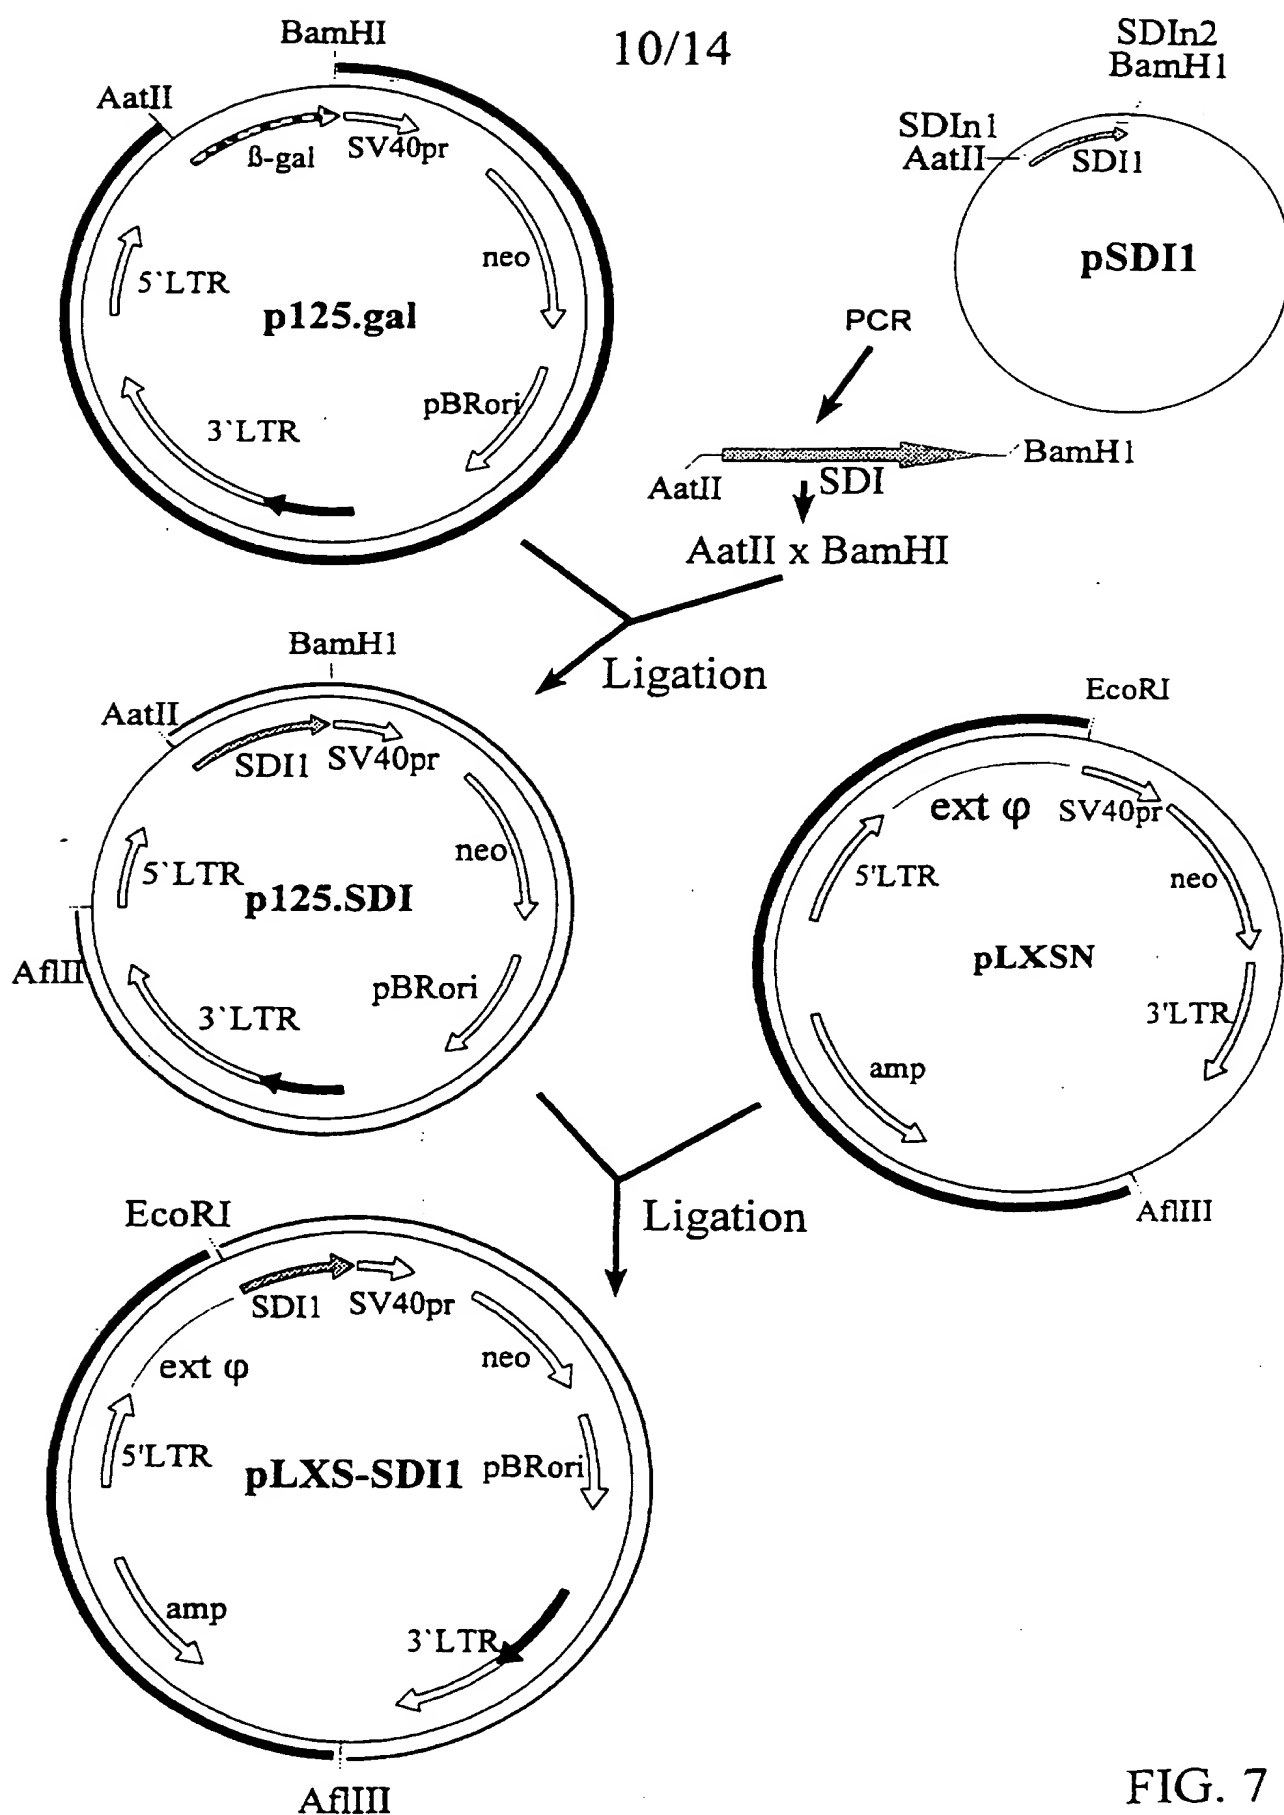 10/14
BamHI
AatII
ß-gal
SV40pr
neo
5`LTR
p125.gal
pBRori
3`LTR
SDIn2
BamH1
SDIn1
AatII
SDI1
pSDI1
PCR
AatII
SDI
BamH1
AatII x BamHI
Ligation
BamH1
AatII
SDI1
SV40pr
neo
5`LTR
p125.SDI
AflII
pBRori
3`LTR
EcoRI
ext φ
SV40pr
5'LTR
neo
pLXSN
3'LTR
amp
AflIII
Ligation
EcoRI
SDI1
SV40pr
ext φ
neo
5'LTR
pLXS-SDI1
pBRori
amp
3`LTR
AflIII
FIG. 7